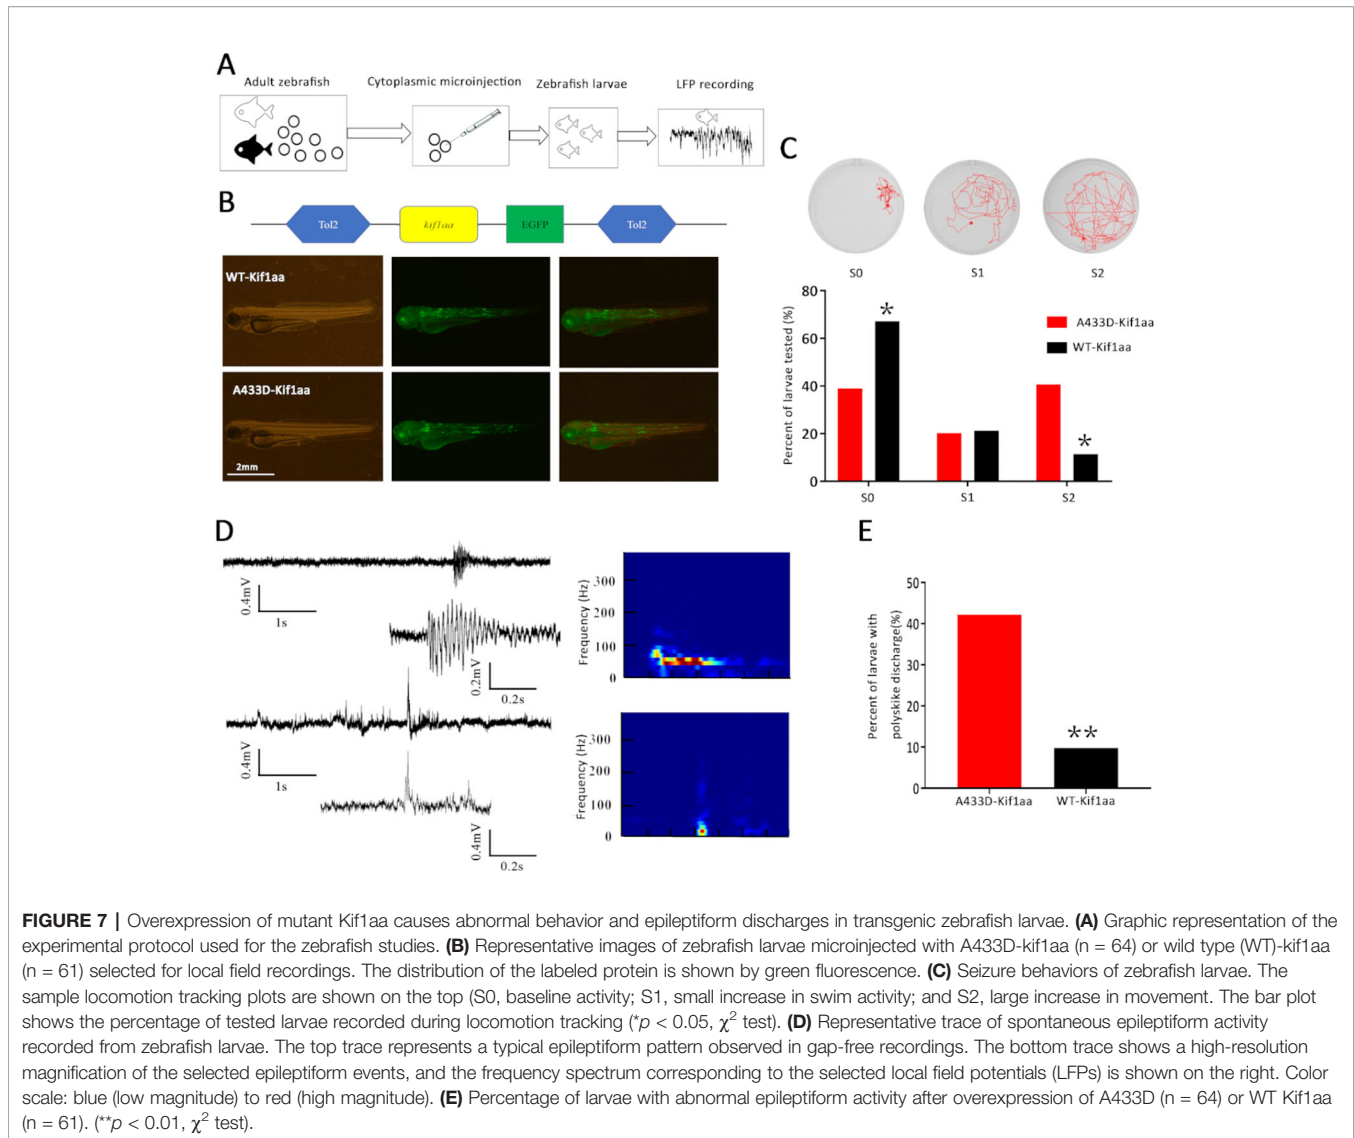 A
Adult zebrafish
Cytoplasmic microinjection
Zebrafish larvae
LFP recording
B
Tol2
kif1aa
EGFP
Tol2
WT-Kif1aa
A433D-Kif1aa
2mm
C
S0
S1
S2
Percent of larvae tested (%)
80
60
40
20
0
*
*
A433D-Kif1aa
WT-Kif1aa
S0
S1
S2
D
0.4mV
1s
0.2mV
0.2s
0.4mV
1s
0.4mV
0.2s
Frequency (Hz)
300
200
100
0
Frequency (Hz)
300
200
100
0
E
Percent of larvae with
polyskike discharge(%)
50
40
30
20
10
0
**
A433D-Kif1aa
WT-Kif1aa
FIGURE 7 | Overexpression of mutant Kif1aa causes abnormal behavior and epileptiform discharges in transgenic zebrafish larvae. (A) Graphic representation of the
experimental protocol used for the zebrafish studies. (B) Representative images of zebrafish larvae microinjected with A433D-kif1aa (n = 64) or wild type (WT)-kif1aa
(n = 61) selected for local field recordings. The distribution of the labeled protein is shown by green fluorescence. (C) Seizure behaviors of zebrafish larvae. The
sample locomotion tracking plots are shown on the top (S0, baseline activity; S1, small increase in swim activity; and S2, large increase in movement. The bar plot
shows the percentage of tested larvae recorded during locomotion tracking (*p < 0.05, χ² test). (D) Representative trace of spontaneous epileptiform activity
recorded from zebrafish larvae. The top trace represents a typical epileptiform pattern observed in gap-free recordings. The bottom trace shows a high-resolution
magnification of the selected epileptiform events, and the frequency spectrum corresponding to the selected local field potentials (LFPs) is shown on the right. Color
scale: blue (low magnitude) to red (high magnitude). (E) Percentage of larvae with abnormal epileptiform activity after overexpression of A433D (n = 64) or WT Kif1aa
(n = 61). (**p < 0.01, χ² test).